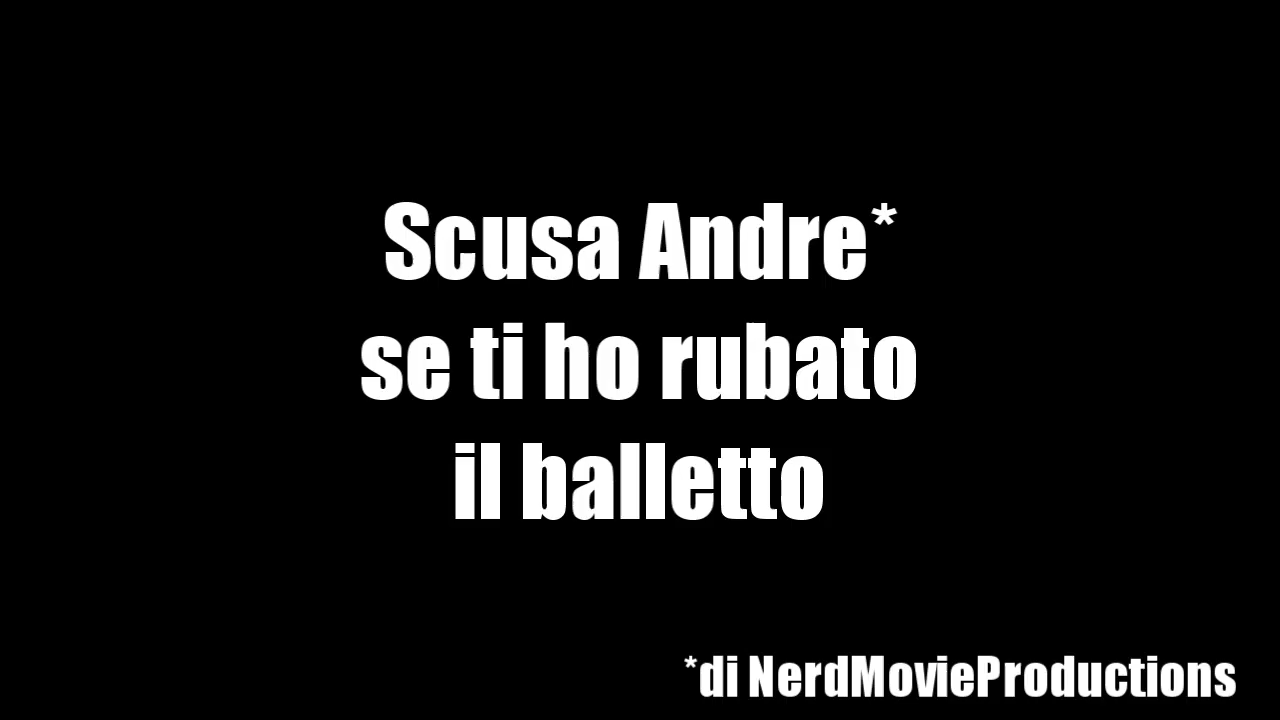 Scusa Andre*
se ti ho rubato
il balletto
*di NerdMovieProductions